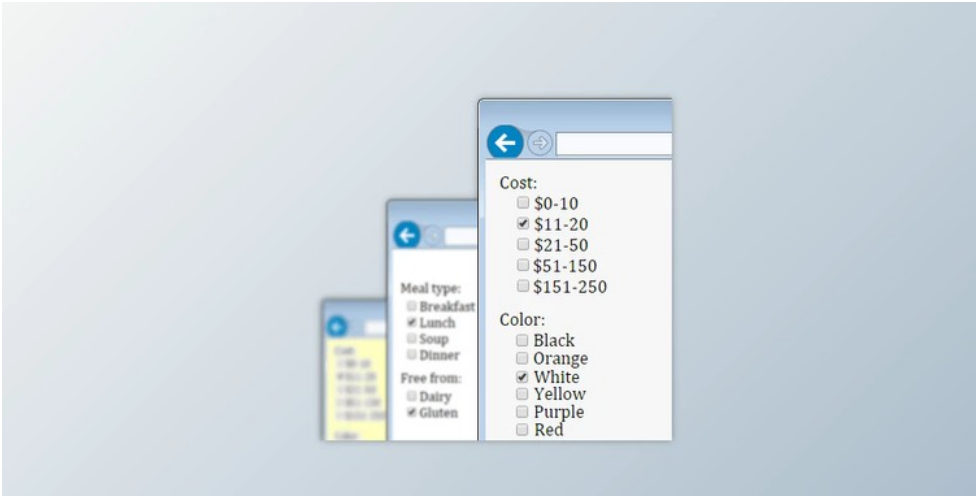 Cost:
$0-10
$11-20
$21-50
$51-150
$151-250
Color:
Black
Orange
White
Yellow
Purple
Red
Meal type:
Breakfast
Lunch
Soup
Dinner
Free from:
Dairy
Gluten